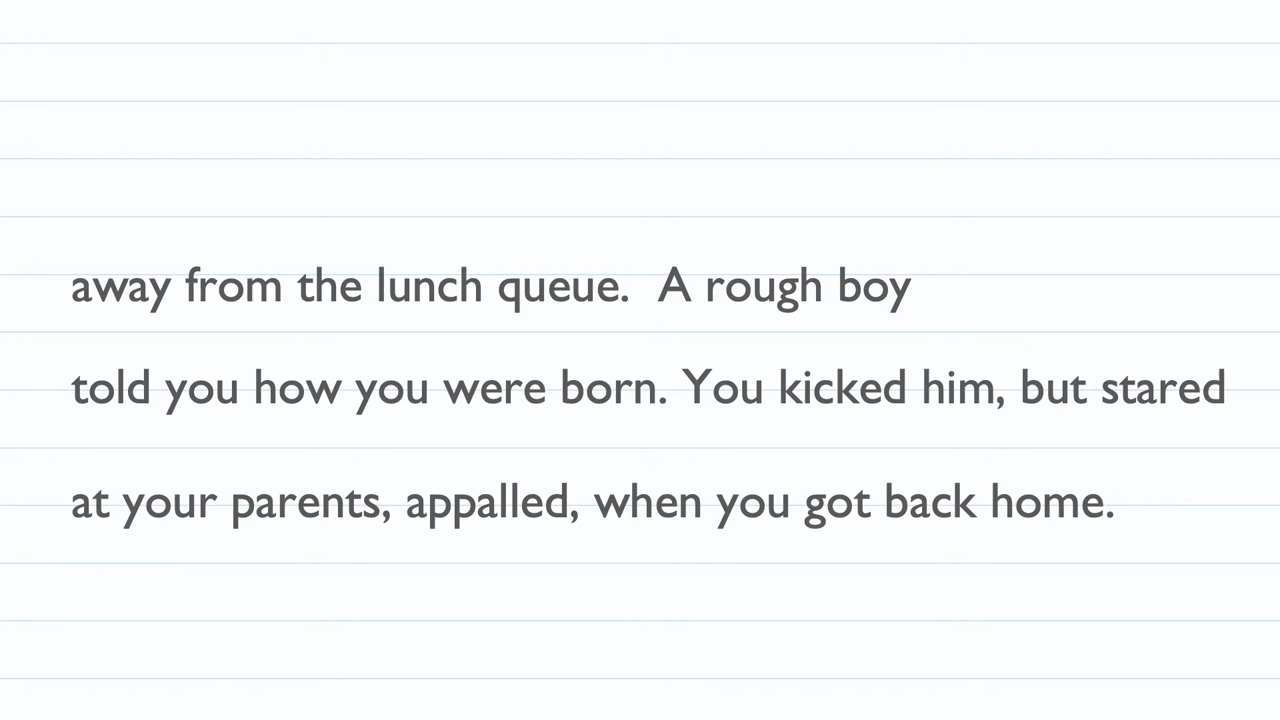 away from the lunch queue.  A rough boy
told you how you were born. You kicked him, but stared
at your parents, appalled, when you got back home.